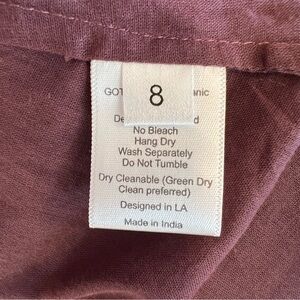 8
No Bleach
Hang Dry
Wash Separately
Do Not Tumble
Dry Cleanable (Green Dry
Clean preferred)
Designed in LA
Made in India